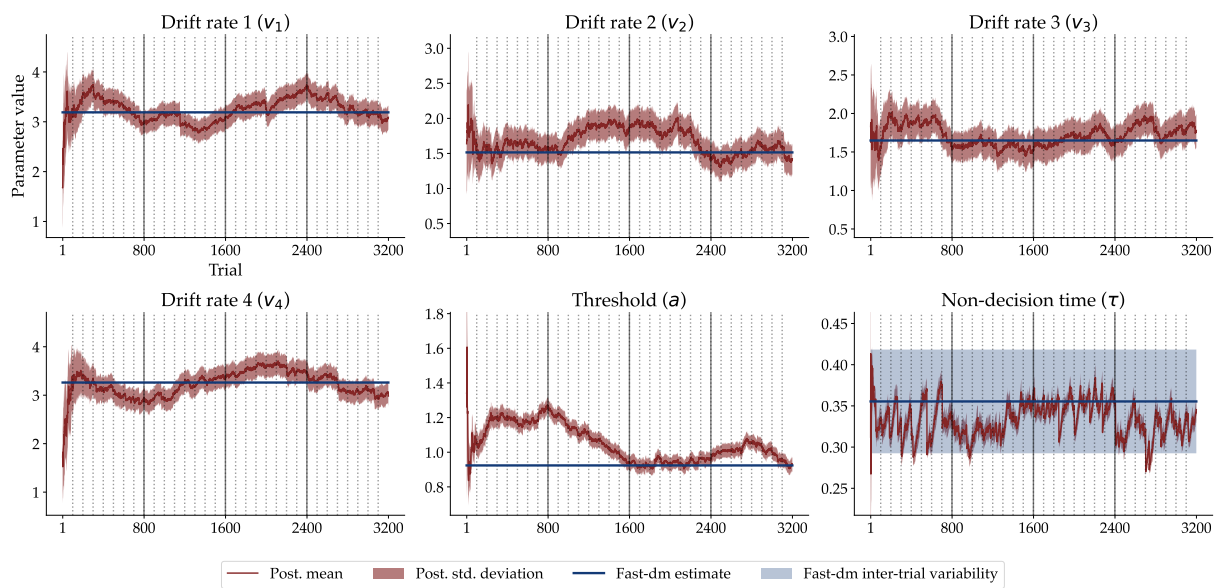 Drift rate 1 (v₁)
Drift rate 2 (v₂)
Drift rate 3 (v₃)
Parameter value
4
3
2
1
1 800 1600 2400 3200
Trial
3.0
2.5
2.0
1.5
1.0
0.5
1 800 1600 2400 3200
3.0
2.5
2.0
1.5
1.0
0.5
1 800 1600 2400 3200
Drift rate 4 (v₄)
Threshold (a)
Non-decision time (τ)
4
3
2
1
1 800 1600 2400 3200
1.8
1.6
1.4
1.2
1.0
0.8
1 800 1600 2400 3200
0.45
0.40
0.35
0.30
0.25
1 800 1600 2400 3200
Post. mean Post. std. deviation Fast-dm estimate Fast-dm inter-trial variability